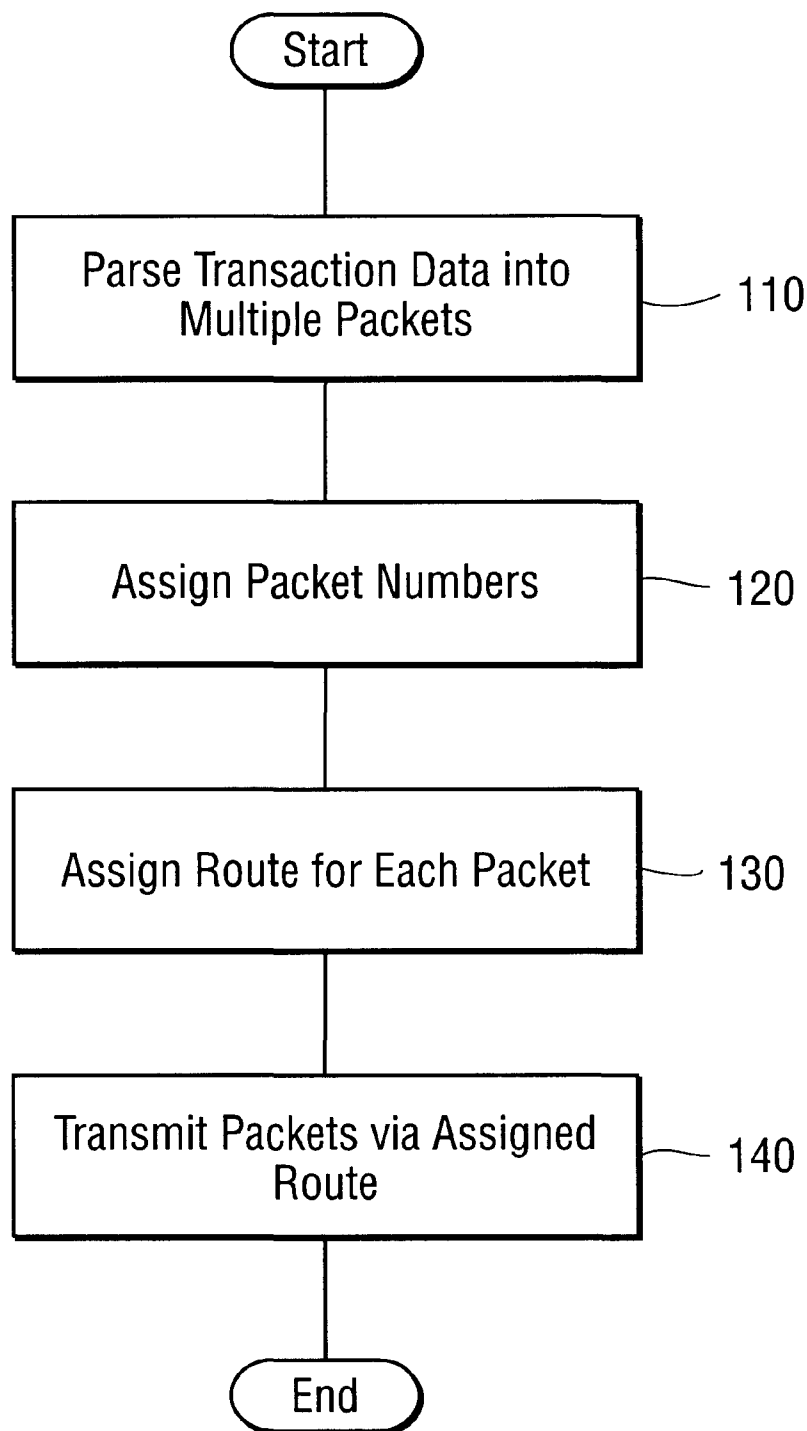 Start
Parse Transaction Data into
Multiple Packets
110
Assign Packet Numbers
120
Assign Route for Each Packet
130
Transmit Packets via Assigned
Route
140
End